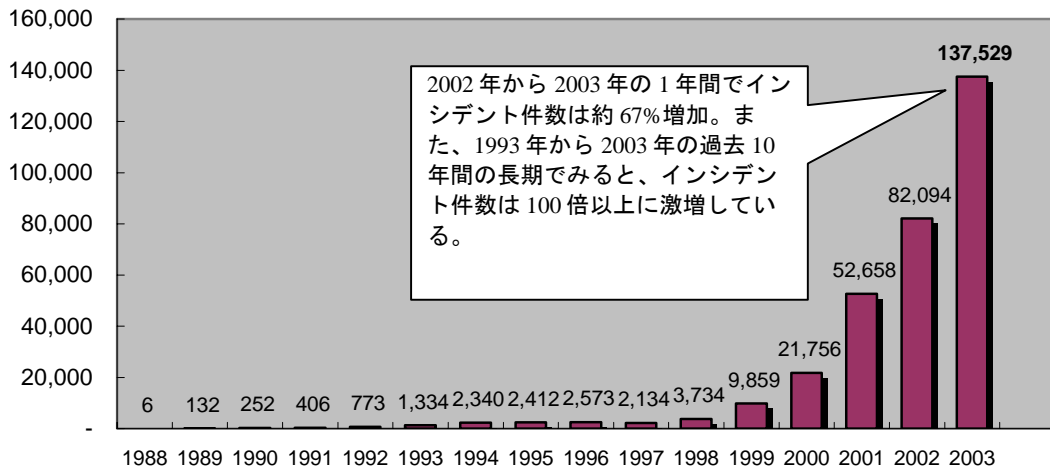 160,000
140,000
120,000
100,000
80,000
60,000
40,000
20,000
-
2002 年から 2003 年の 1 年間でイン
シデント件数は約 67%増加。ま
た、1993 年から 2003 年の過去 10
年間の長期でみると、インシデン
ト件数は 100 倍以上に激増してい
る。
6 132 252 406 773 1,334 2,340 2,412 2,573 2,134 3,734 9,859 21,756 52,658 82,094 137,529
1988 1989 1990 1991 1992 1993 1994 1995 1996 1997 1998 1999 2000 2001 2002 2003